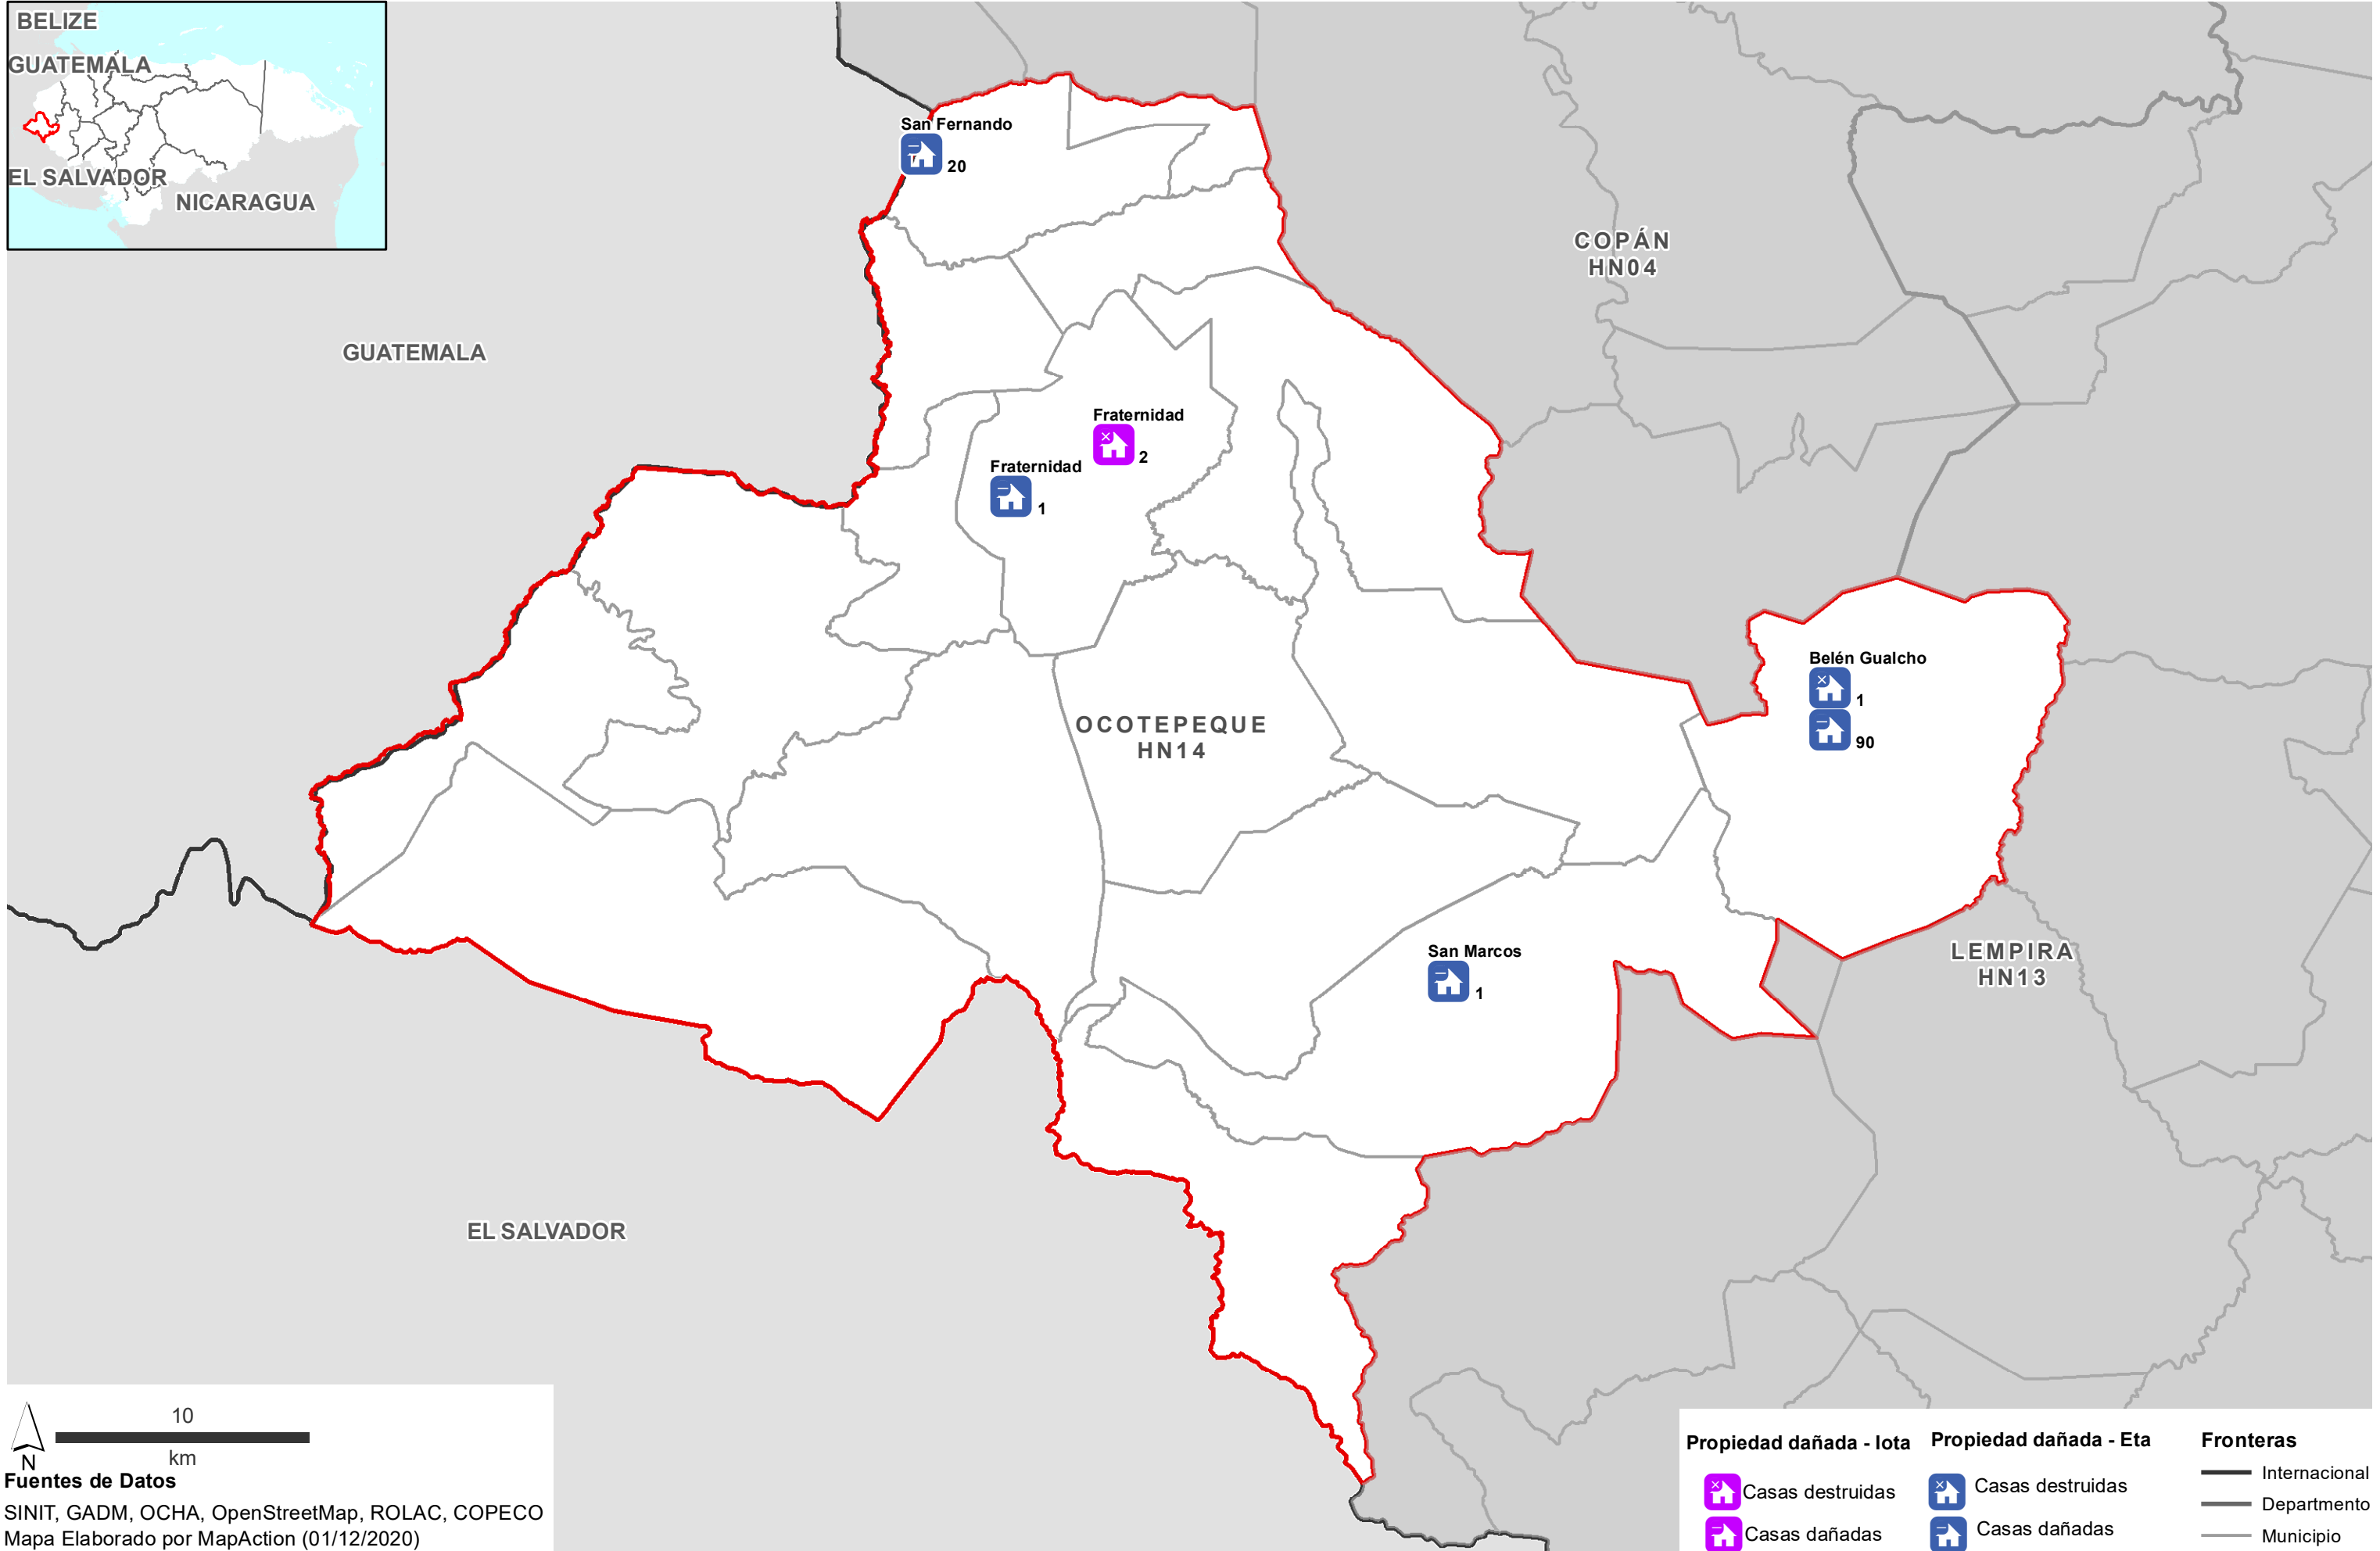 BELIZE
GUATEMALA
EL SALVADOR
NICARAGUA
San Fernando
20
COPÁN
HN04
GUATEMALA
Fraternidad
2
Fraternidad
1
Belén Gualcho
1
90
OCOTEPEQUE
HN14
San Marcos
1
LEMPIRA
HN13
EL SALVADOR
10
km
N
Fuentes de Datos
SINIT, GADM, OCHA, OpenStreetMap, ROLAC, COPECO
Mapa Elaborado por MapAction (01/12/2020)
Propiedad dañada - Iota
Casas destruidas
Casas dañadas
Propiedad dañada - Eta
Casas destruidas
Casas dañadas
Fronteras
Internacional
Departmento
Municipio